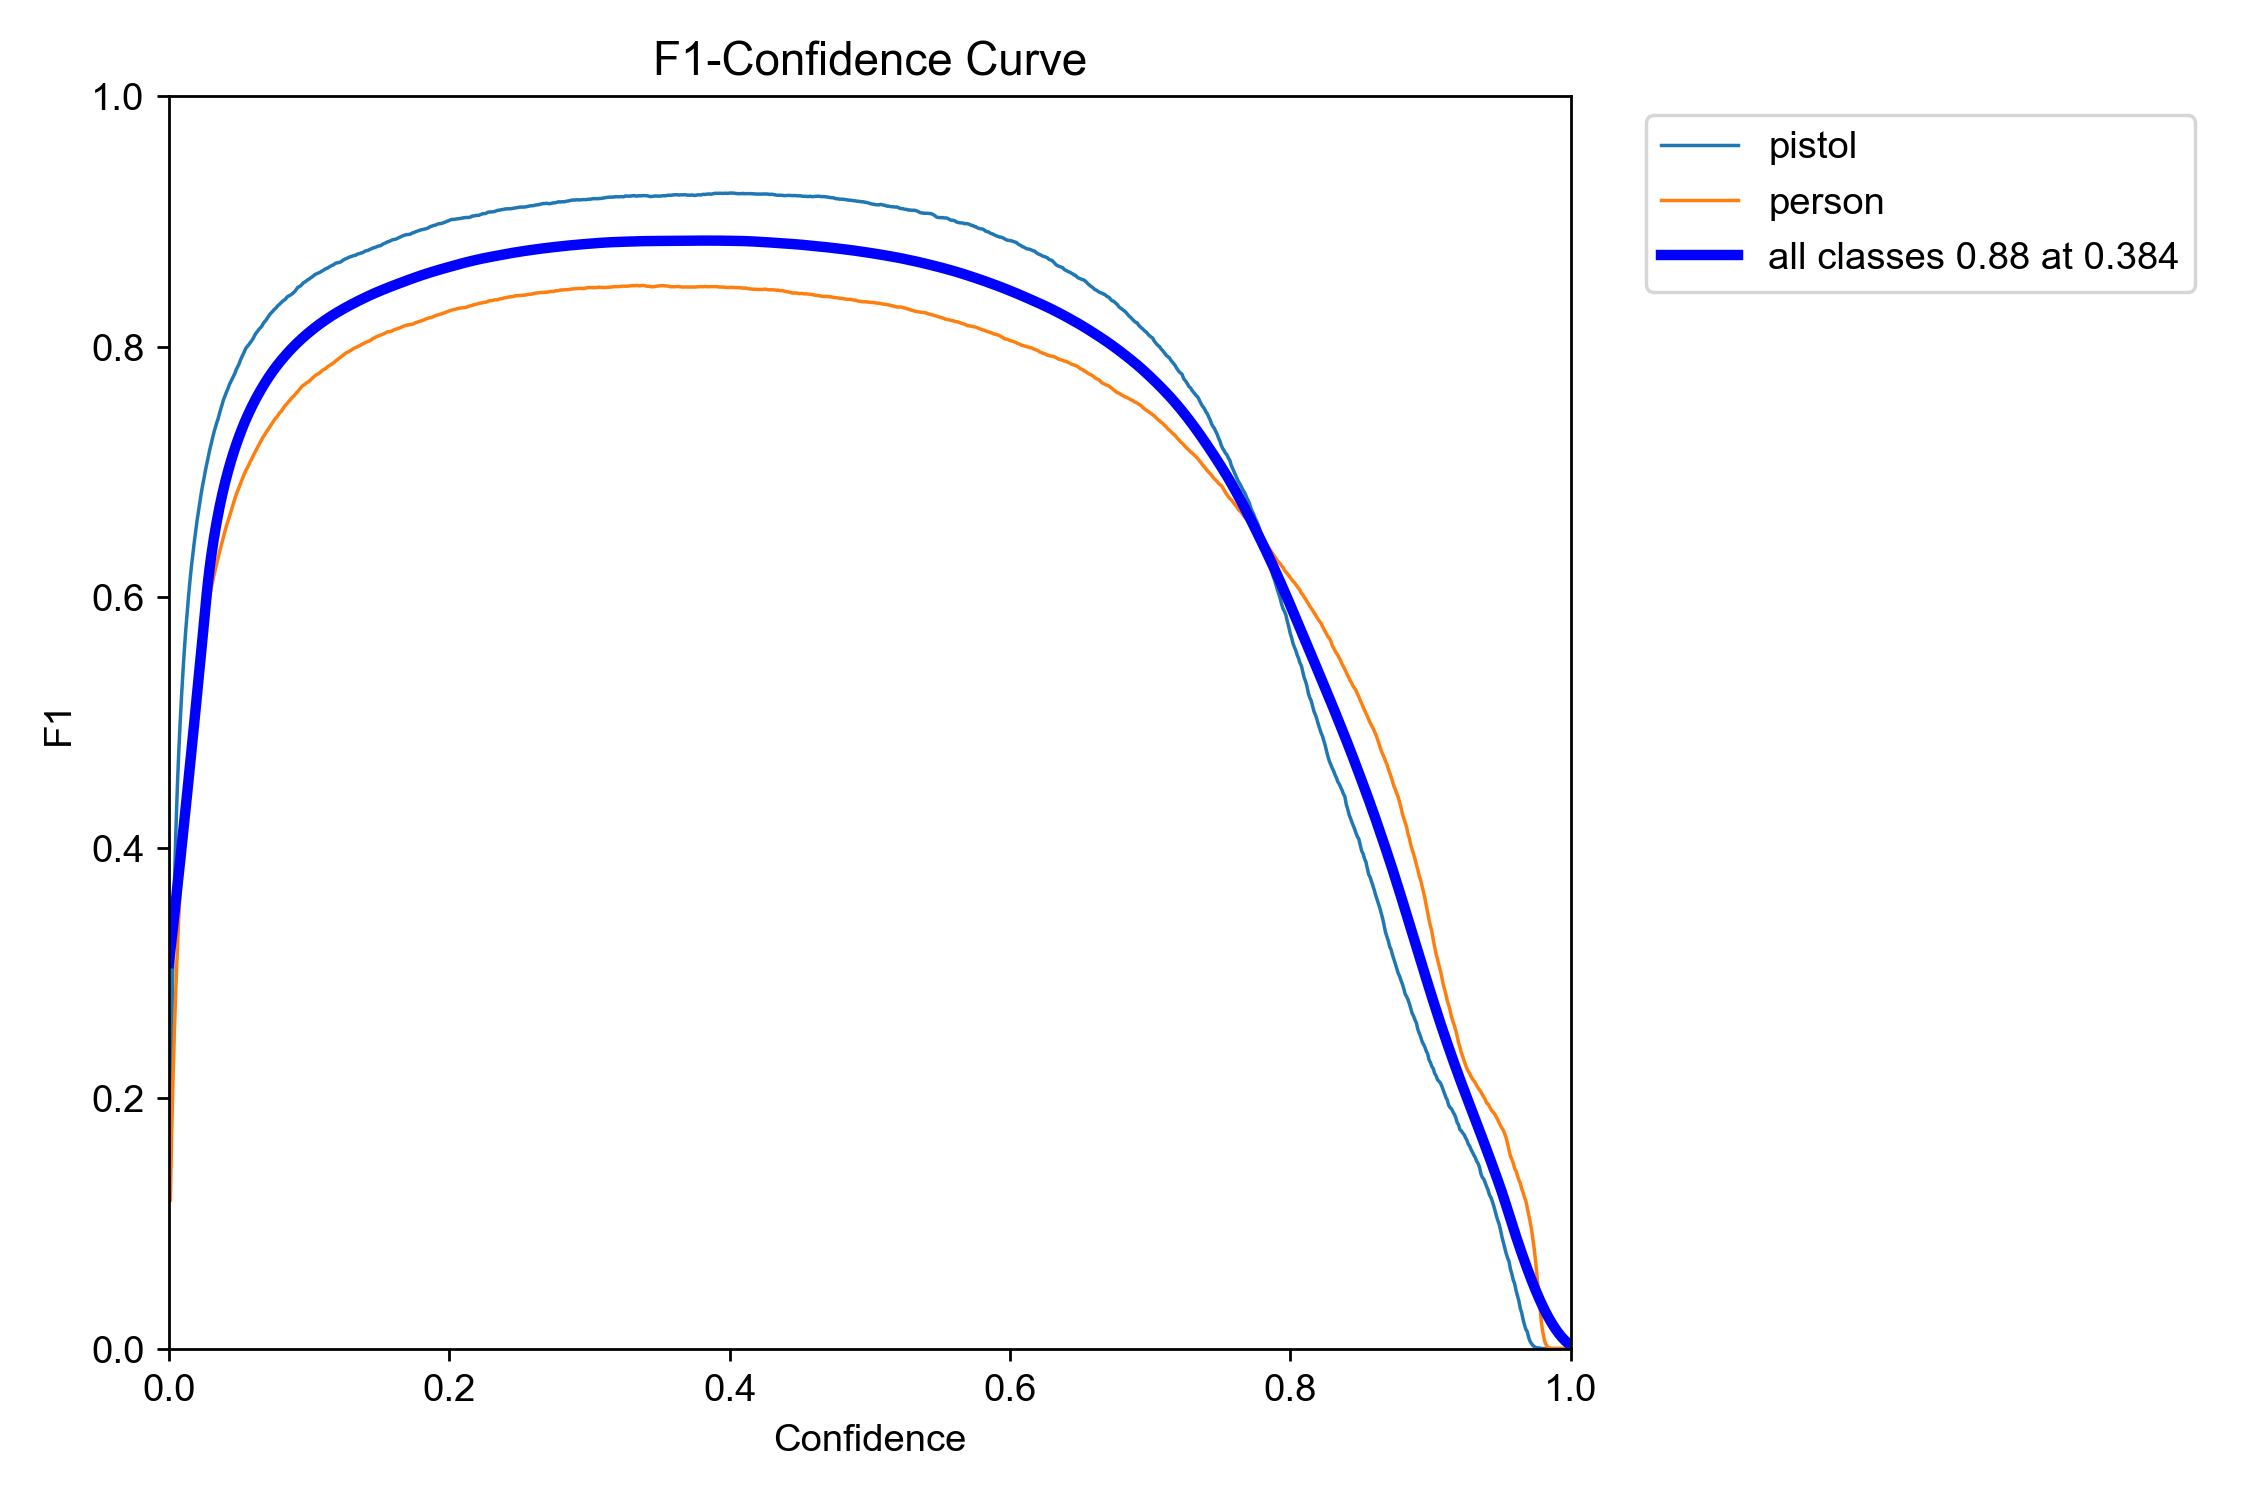 F1-Confidence Curve
1.0
0.8
0.6
0.4
0.2
0.0
F1
0.0 0.2 0.4 0.6 0.8 1.0
Confidence
pistol
person
all classes 0.88 at 0.384